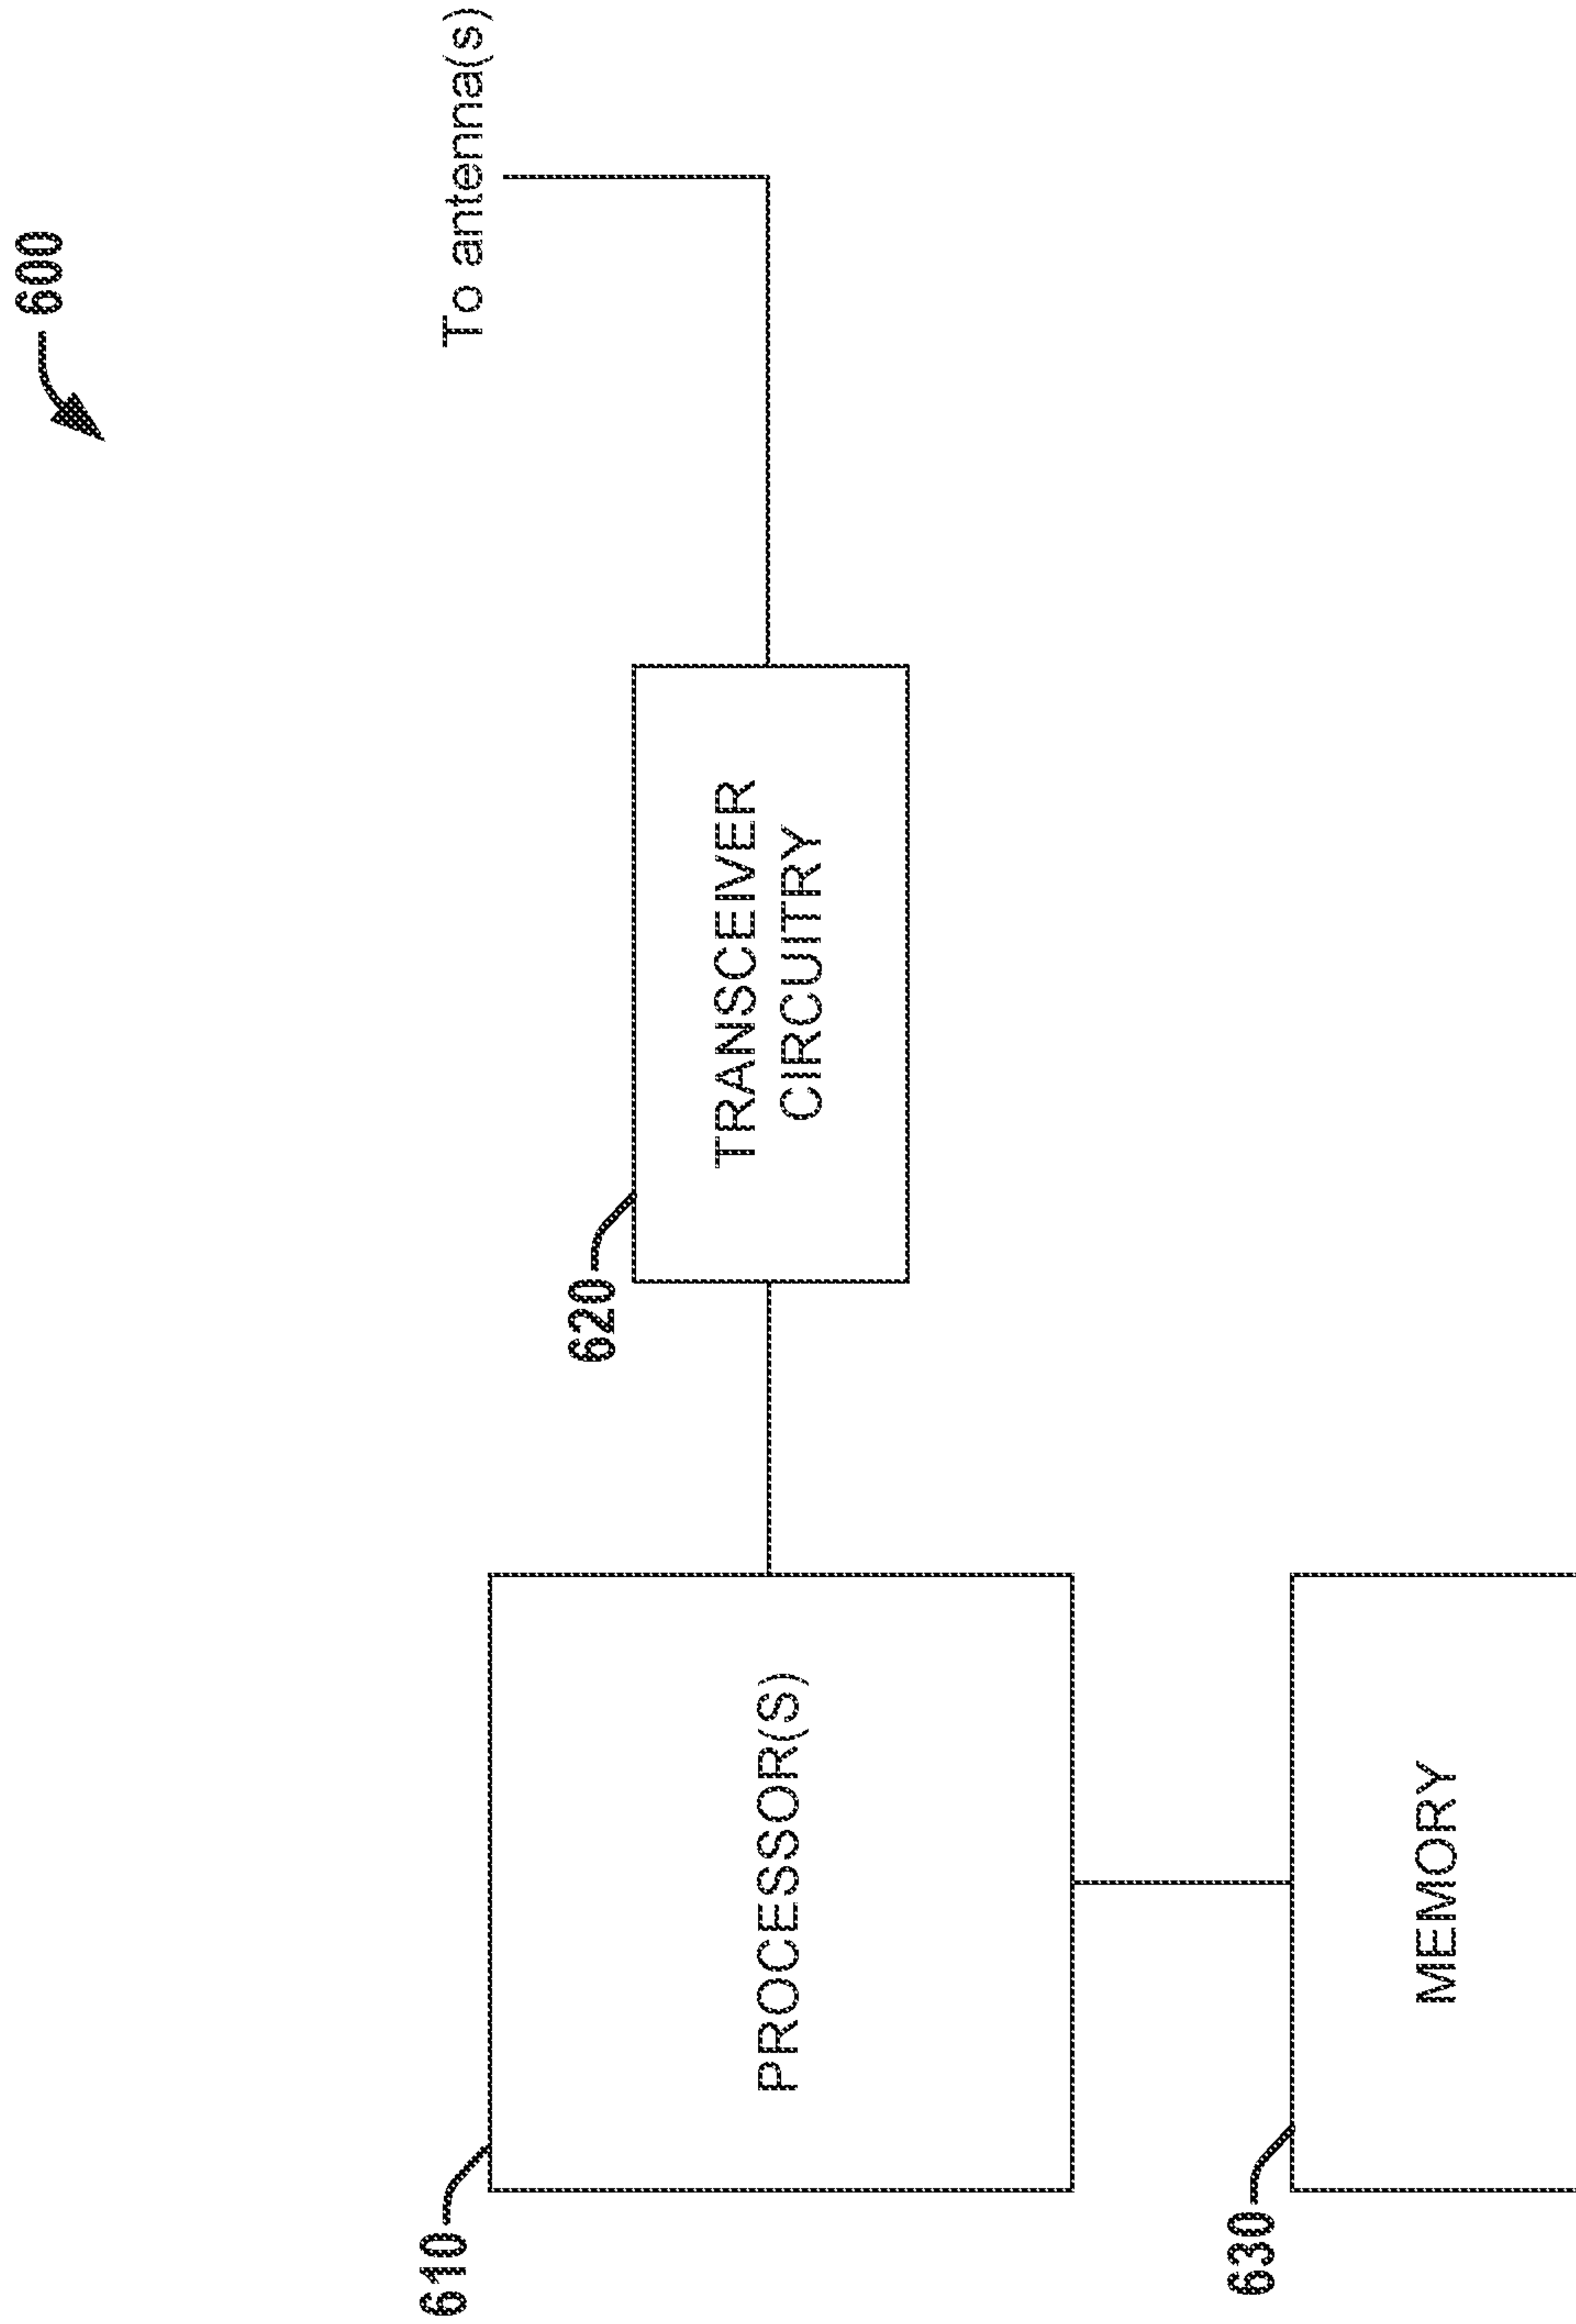 600
To antenna(s)
620
TRANSCEIVER
CIRCUITRY
610
PROCESSOR(S)
630
MEMORY